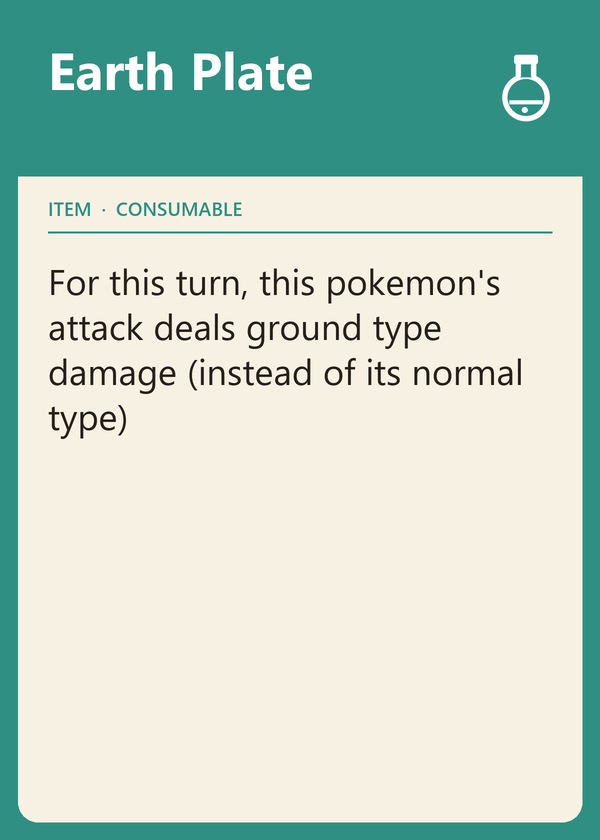 Earth Plate
ITEM · CONSUMABLE
For this turn, this pokemon's
attack deals ground type
damage (instead of its normal
type)